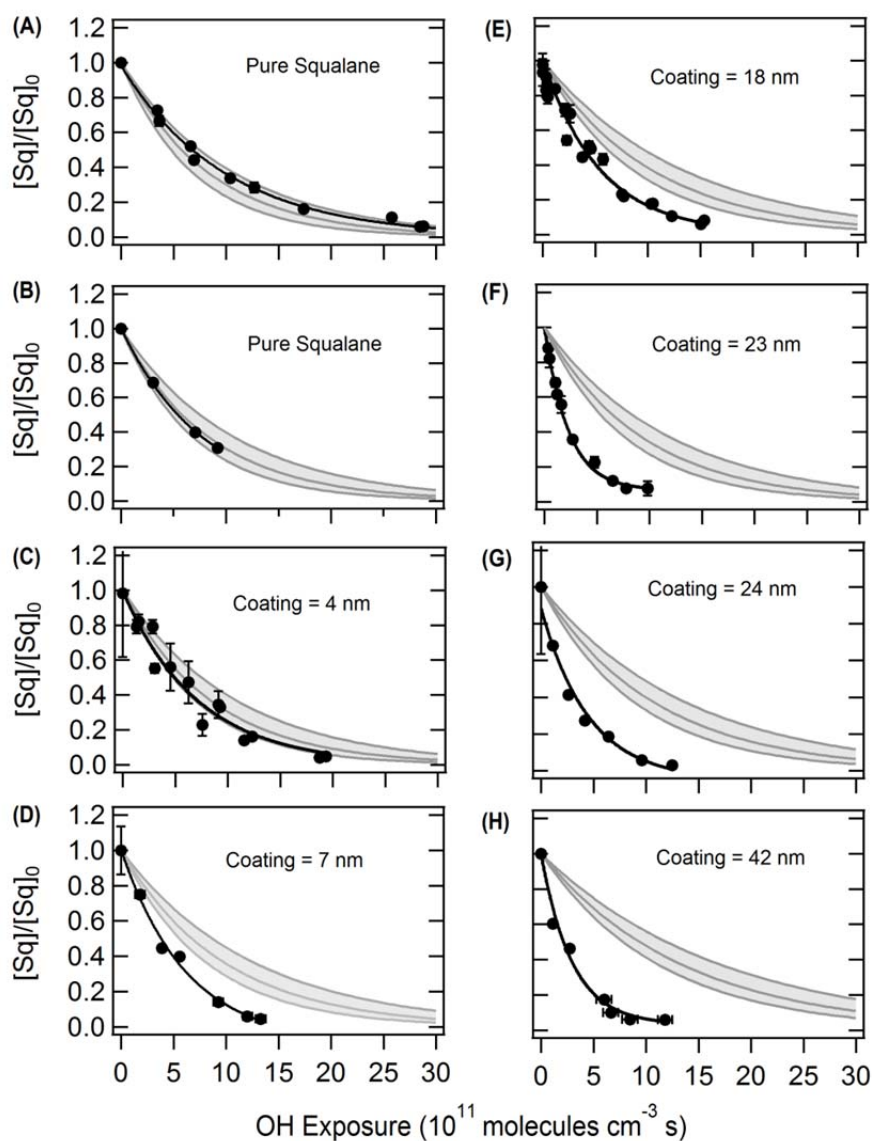 (A)
1.2
1.0
0.8
0.6
0.4
0.2
0.0
[Sq]/[Sq]0
Pure Squalane
(B)
1.2
1.0
0.8
0.6
0.4
0.2
0.0
[Sq]/[Sq]0
Pure Squalane
(C)
1.2
1.0
0.8
0.6
0.4
0.2
0.0
[Sq]/[Sq]0
Coating = 4 nm
(D)
1.2
1.0
0.8
0.6
0.4
0.2
0.0
[Sq]/[Sq]0
Coating = 7 nm
0 5 10 15 20 25 30
(E)
Coating = 18 nm
(F)
Coating = 23 nm
(G)
Coating = 24 nm
(H)
Coating = 42 nm
0 5 10 15 20 25 30
OH Exposure (10^11 molecules cm^-3 s)